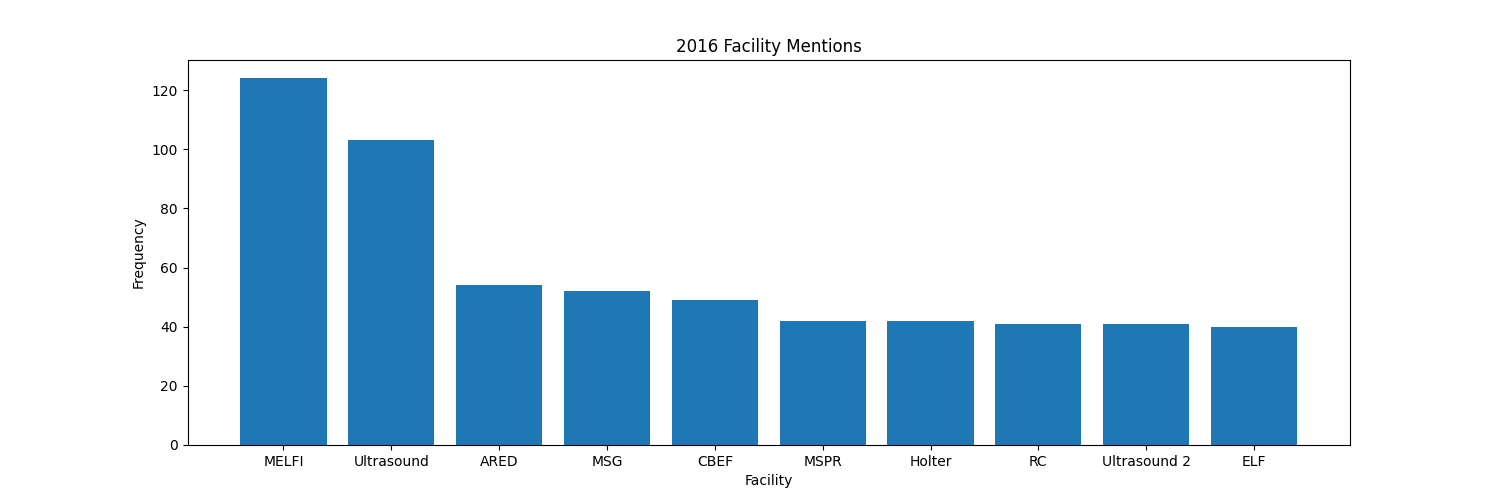 2016 Facility Mentions
Frequency
120
100
80
60
40
20
0
MELFI Ultrasound ARED MSG CBEF MSPR Holter RC Ultrasound 2 ELF
Facility